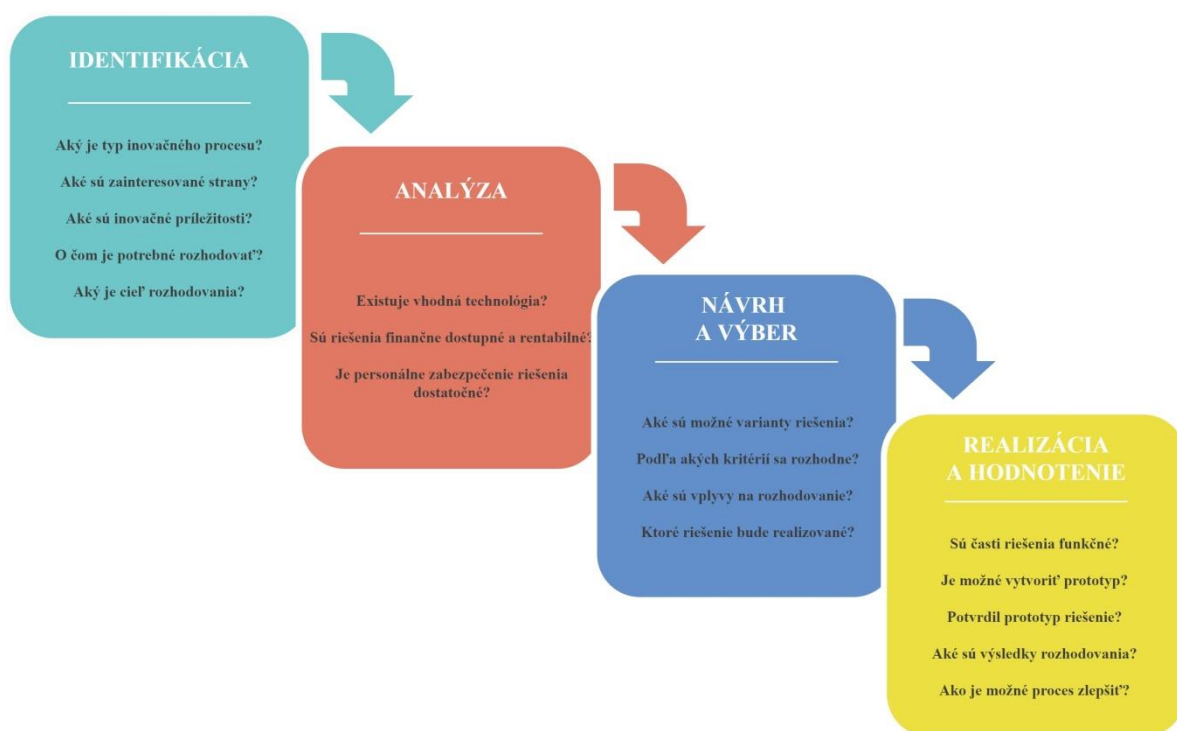 IDENTIFIKÁCIA
Aký je typ inovačného procesu?
Aké sú zainteresované strany?
Aké sú inovačné príležitosti?
O čom je potrebné rozhodovať?
Aký je cieľ rozhodovania?
ANALÝZA
Existuje vhodná technológia?
Sú riešenia finančne dostupné a rentabilné?
Je personálne zabezpečenie riešenia
dostatočné?
NÁVRH
A VÝBER
Aké sú možné varianty riešenia?
Podľa akých kritérií sa rozhodne?
Aké sú vplyvy na rozhodovanie?
Ktoré riešenie bude realizované?
REALIZÁCIA
A HODNOTENIE
Sú časti riešenia funkčné?
Je možné vytvoriť prototyp?
Potvrdil prototyp riešenie?
Aké sú výsledky rozhodovania?
Ako je možné proces zlepšiť?